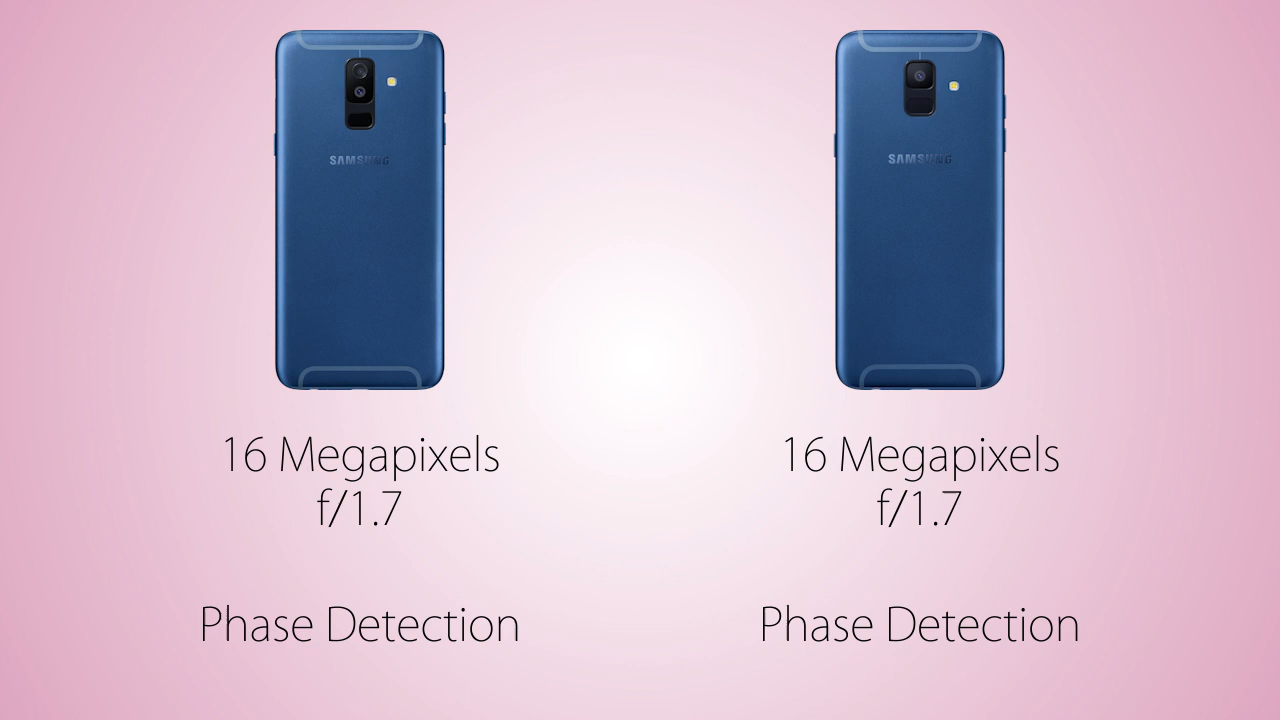 SAMSUNG
SAMSUNG
16 Megapixels
f/1.7
16 Megapixels
f/1.7
Phase Detection
Phase Detection